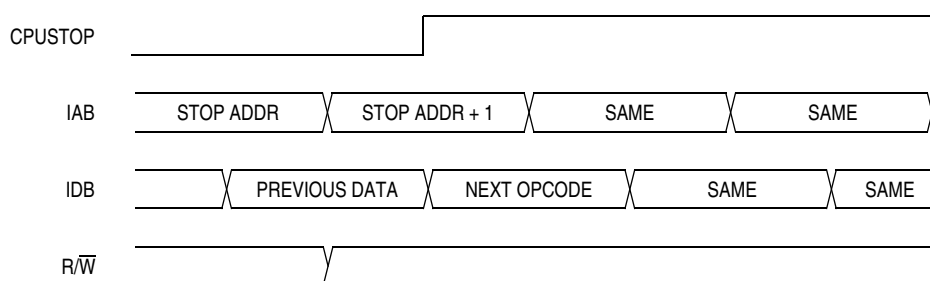 CPUSTOP
IAB STOP ADDR STOP ADDR + 1 SAME SAME
IDB PREVIOUS DATA NEXT OPCODE SAME SAME
R/W̅